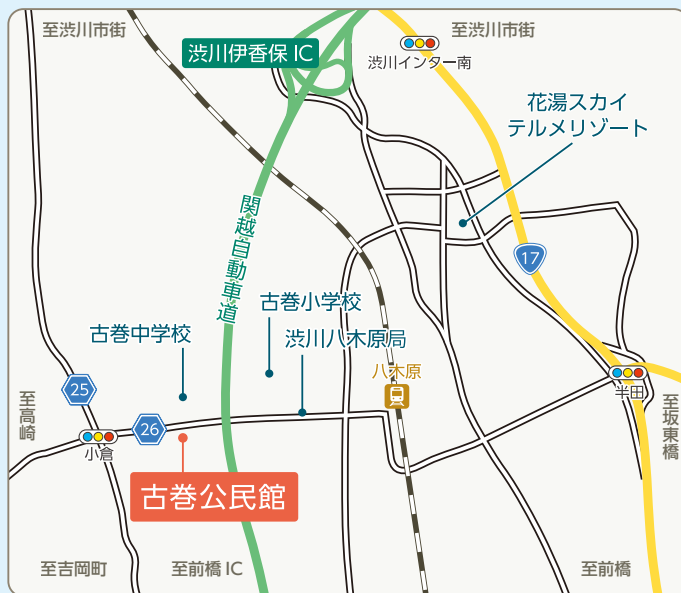 至渋川市街
至渋川市街
渋川伊香保IC
渋川インター南
花湯スカイ
テルメリゾート
関越自動車道
17
古巻小学校
古巻中学校
渋川八木原局
八木原
25
至高崎
26
小倉
半田
至坂東橋
古巻公民館
至吉岡町
至前橋IC
至前橋